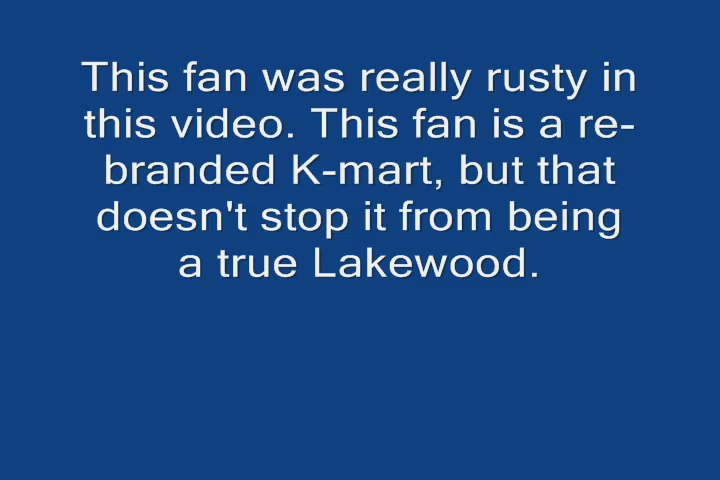 This fan was really rusty in
this video. This fan is a re-
branded K-mart, but that
doesn't stop it from being
a true Lakewood.